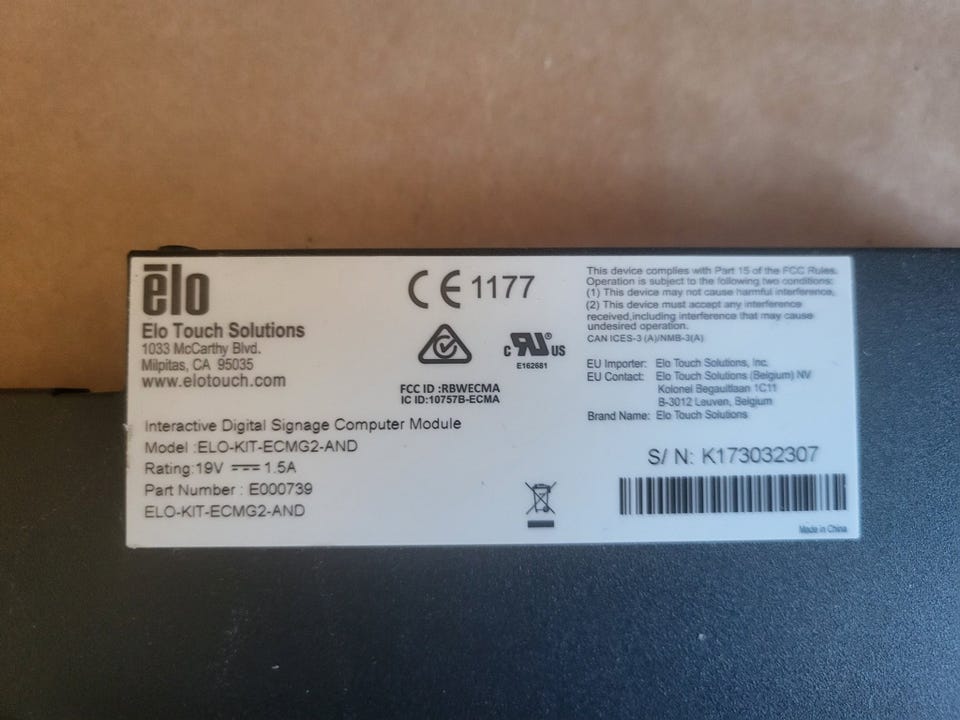 ēlo
Elo Touch Solutions
1033 McCarthy Blvd.
Milpitas, CA 95035
www.elotouch.com
CE 1177
c RU ® US
E162681
FCC ID :RBWECMA
IC ID:10757B-ECMA
This device complies with Part 15 of the FCC Rules.
Operation is subject to the following two conditions:
(1) This device may not cause harmful interference,
(2) This device must accept any interference
received,including interference that may cause
undesired operation.
CAN ICES-3 (A)/NMB-3(A)
EU Importer: Elo Touch Solutions, Inc.
EU Contact: Elo Touch Solutions (Belgium) NV
Kolonel Begaultlaan 1C11
B-3012 Leuven, Belgium
Brand Name: Elo Touch Solutions
Interactive Digital Signage Computer Module
Model :ELO-KIT-ECMG2-AND
Rating:19V 1.5A
Part Number : E000739
ELO-KIT-ECMG2-AND
S/ N: K173032307
Made in China